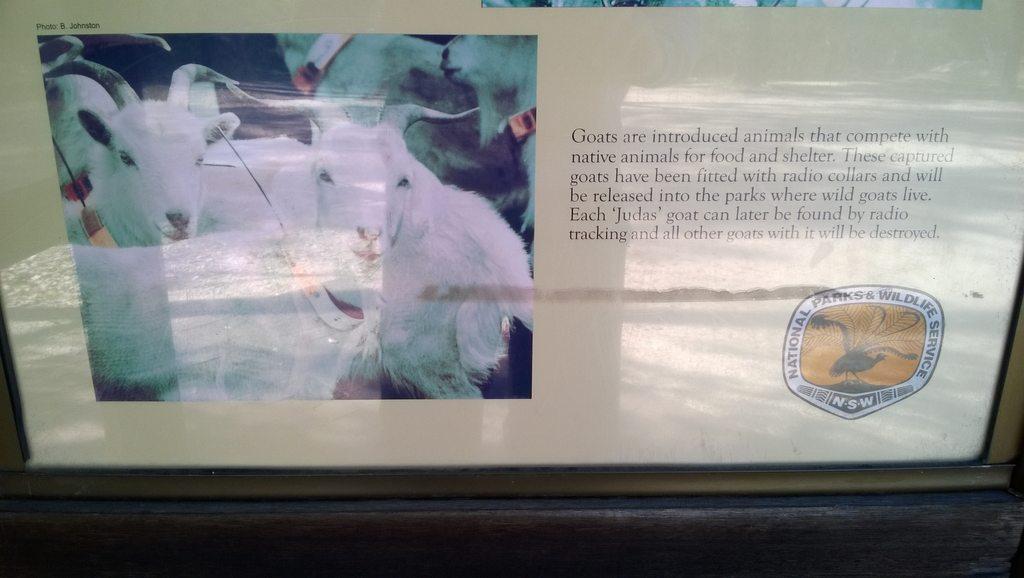 Photo: B. Johnston
Goats are introduced animals that compete with
native animals for food and shelter. These captured
goats have been fitted with radio collars and will
be released into the parks where wild goats live.
Each ‘Judas’ goat can later be found by radio
tracking and all other goats with it will be destroyed.
NATIONAL PARKS & WILDLIFE SERVICE
N·S·W